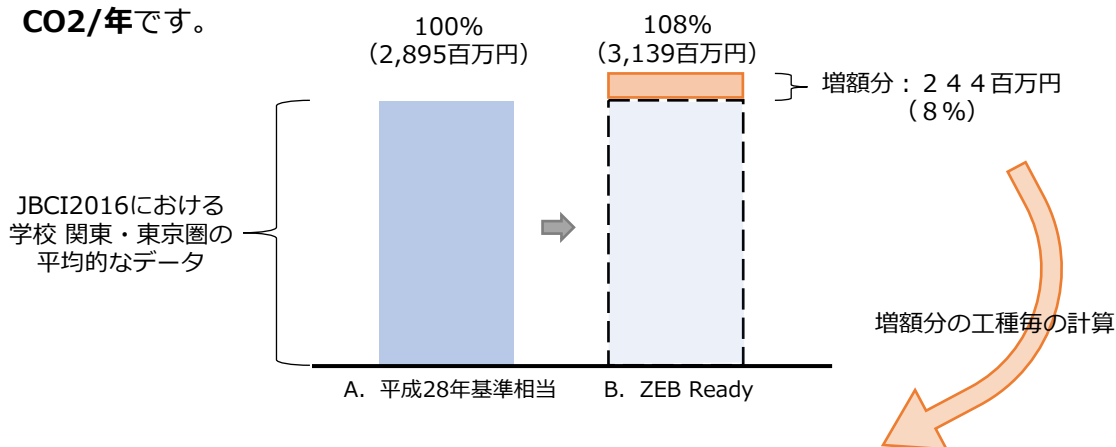 CO2/年です。
100%
（2,895百万円）
108%
（3,139百万円）
増額分：２４４百万円
（８%）
JBCI2016における
学校 関東・東京圏の
平均的なデータ
増額分の工種毎の計算
A．平成28年基準相当
B．ZEB Ready